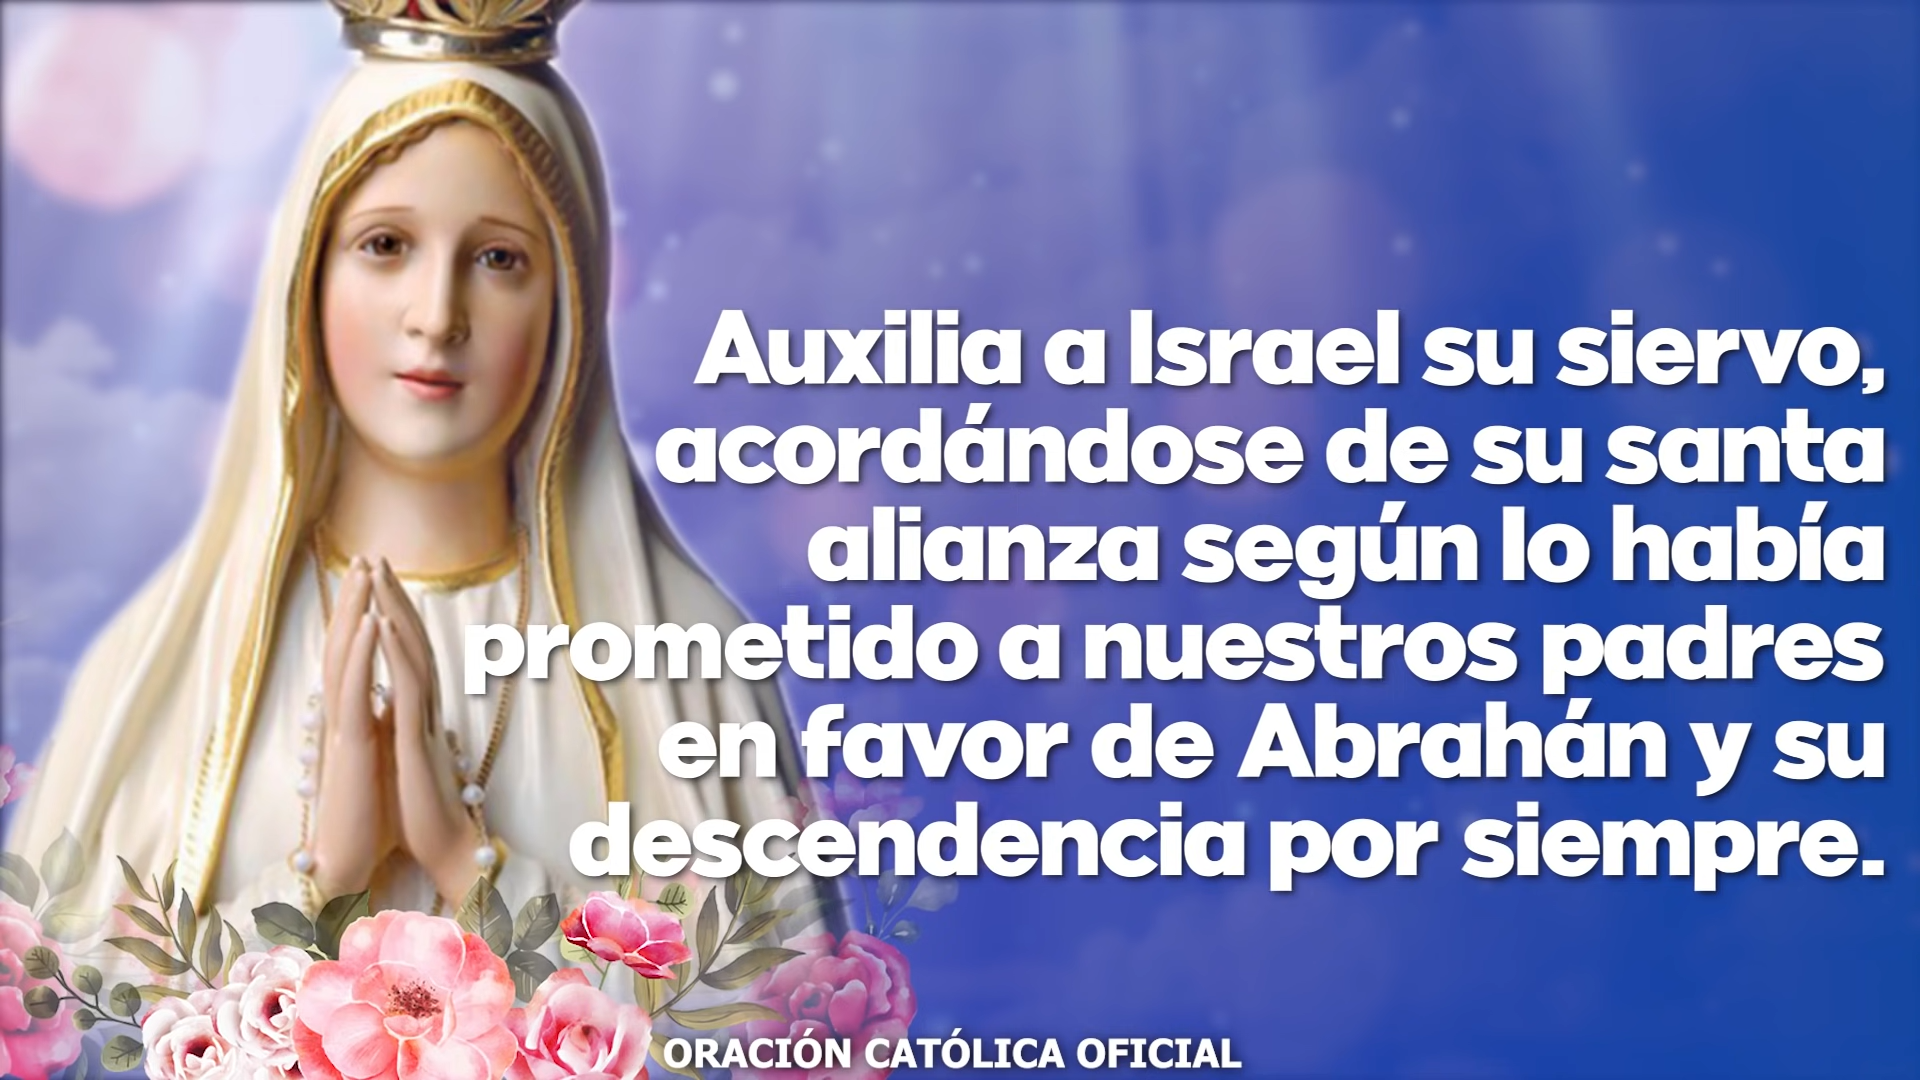 Auxilia a Israel su siervo,
acordándose de su santa
alianza según lo había
prometido a nuestros padres
en favor de Abrahán y su
descendencia por siempre.
ORACIÓN CATÓLICA OFICIAL